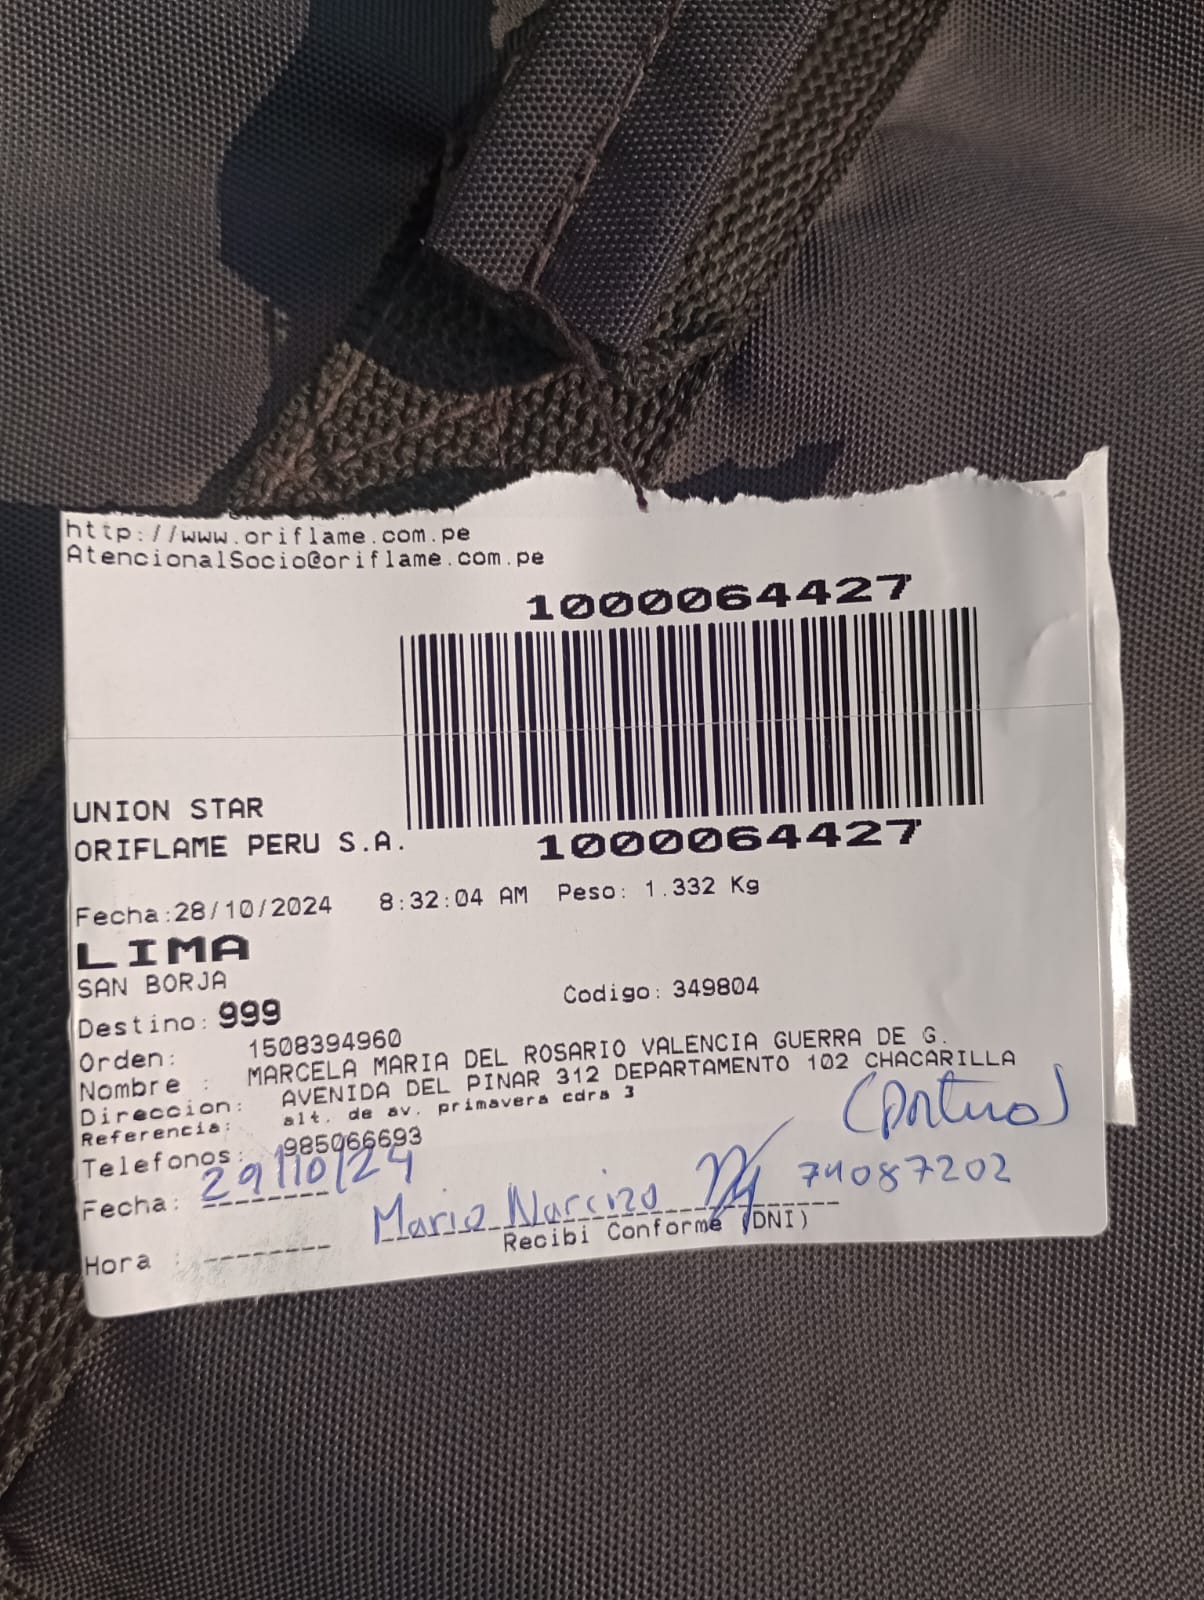 http://www.oriflame.com.pe
AtencionalSocio@oriflame.com.pe
1000064427
UNION STAR
ORIFLAME PERU S.A.
1000064427
Fecha:28/10/2024 8:32:04 AM Peso: 1.332 Kg
LIMA
SAN BORJA
Destino: 999 Codigo: 349804
Orden: 1508394960
Nombre : MARCELA MARIA DEL ROSARIO VALENCIA GUERRA DE G.
Direccion: AVENIDA DEL PINAR 312 DEPARTAMENTO 102 CHACARILLA
Referencia: alt. de av. primavera cdra 3
(portero)
Telefonos: 985066693
Fecha: 29/10/24
Mario Narcizo 74087202
Hora : Recibi Conforme (DNI)